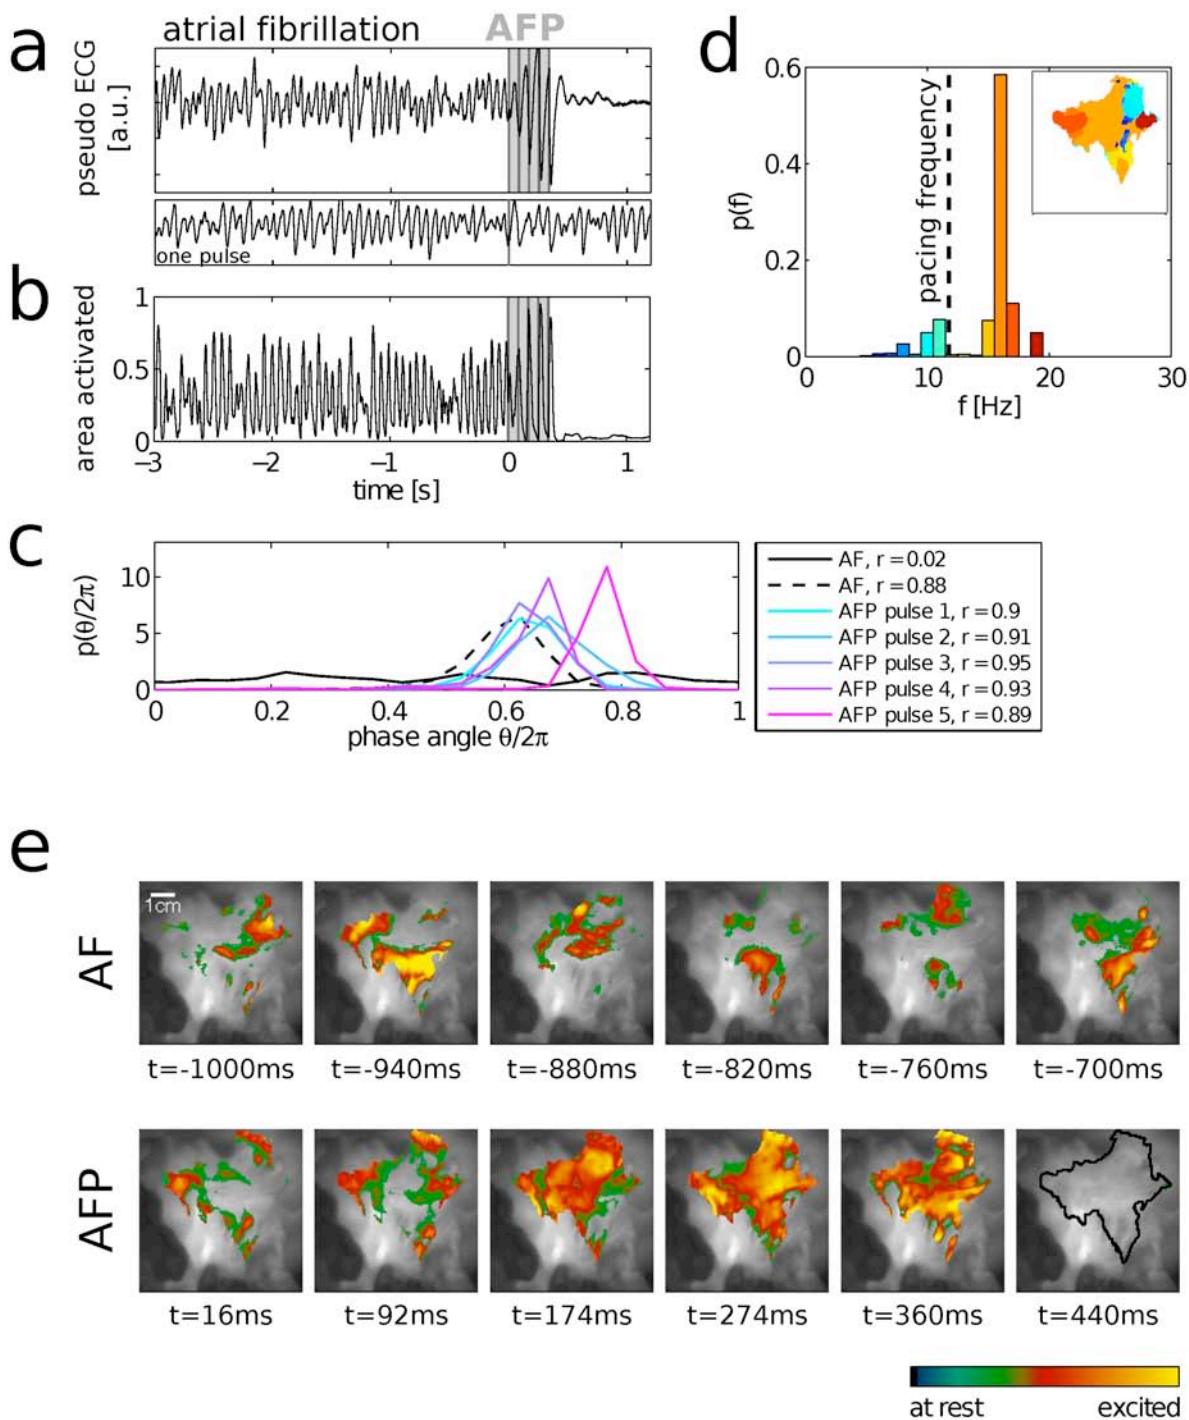 a
atrial fibrillation AFP
pseudo ECG
[a.u.]
one pulse
b
area activated
1
0.5
0
−3 −2 −1 0 1
time [s]
c
p(θ/2π)
10
5
0
0 0.2 0.4 0.6 0.8 1
phase angle θ/2π
AF, r=0.02
AF, r=0.88
AFP pulse 1, r=0.9
AFP pulse 2, r=0.91
AFP pulse 3, r=0.95
AFP pulse 4, r=0.93
AFP pulse 5, r=0.89
d
p(f)
0.6
0.4
0.2
0
pacing frequency
0 10 20 30
f [Hz]
e
AF
1cm
t=-1000ms t=-940ms t=-880ms t=-820ms t=-760ms t=-700ms
AFP
t=16ms t=92ms t=174ms t=274ms t=360ms t=440ms
at rest excited